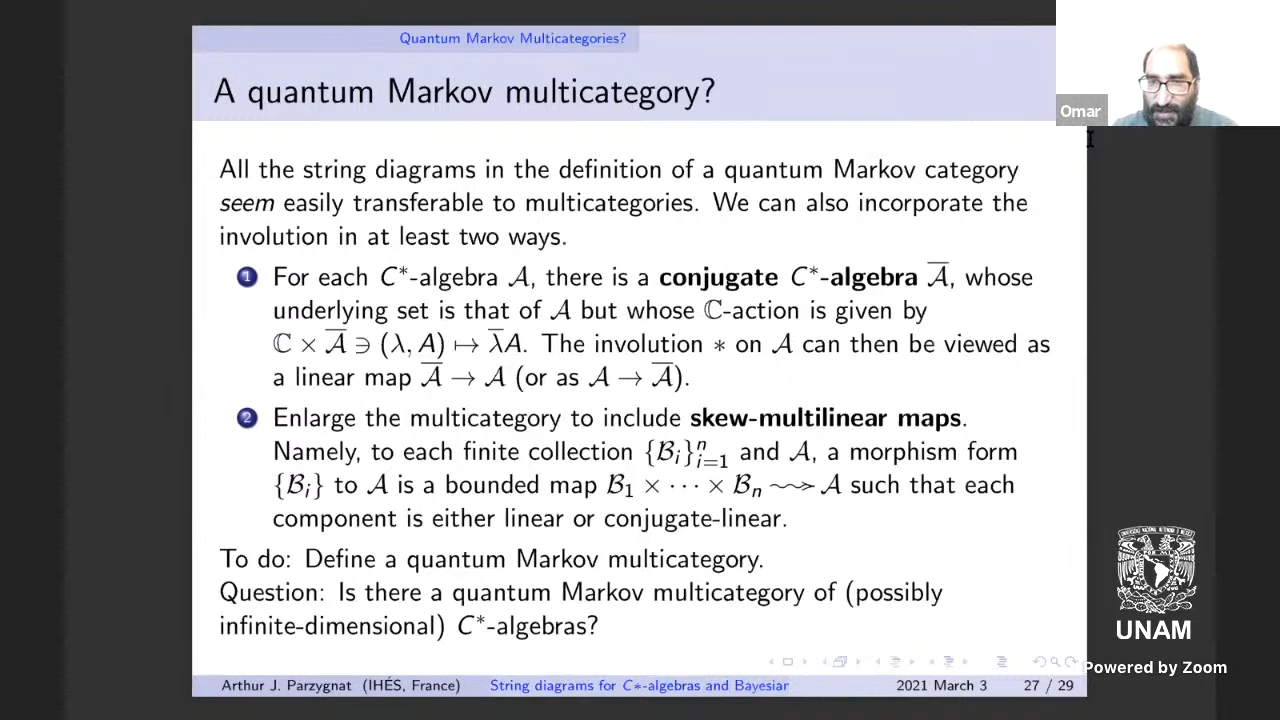 Quantum Markov Multicategories?
A quantum Markov multicategory?
Omar
All the string diagrams in the definition of a quantum Markov category
seem easily transferable to multicategories. We can also incorporate the
involution in at least two ways.
1 For each C*-algebra 𝒜, there is a conjugate C*-algebra 𝒜̅, whose
underlying set is that of 𝒜 but whose ℂ-action is given by
ℂ × 𝒜̅ ∋ (λ, A) ↦ λ̅A. The involution * on 𝒜 can then be viewed as
a linear map 𝒜̅ → 𝒜 (or as 𝒜 → 𝒜̅).
2 Enlarge the multicategory to include skew-multilinear maps.
Namely, to each finite collection {ℬᵢ}ⁿᵢ₌₁ and 𝒜, a morphism form
{ℬᵢ} to 𝒜 is a bounded map ℬ₁ × ⋯ × ℬₙ ⇝ 𝒜 such that each
component is either linear or conjugate-linear.
To do: Define a quantum Markov multicategory.
Question: Is there a quantum Markov multicategory of (possibly
infinite-dimensional) C*-algebras?
UNAM
Powered by Zoom
Arthur J. Parzygnat (IHÉS, France) String diagrams for C*-algebras and Bayesiar 2021 March 3 27 / 29